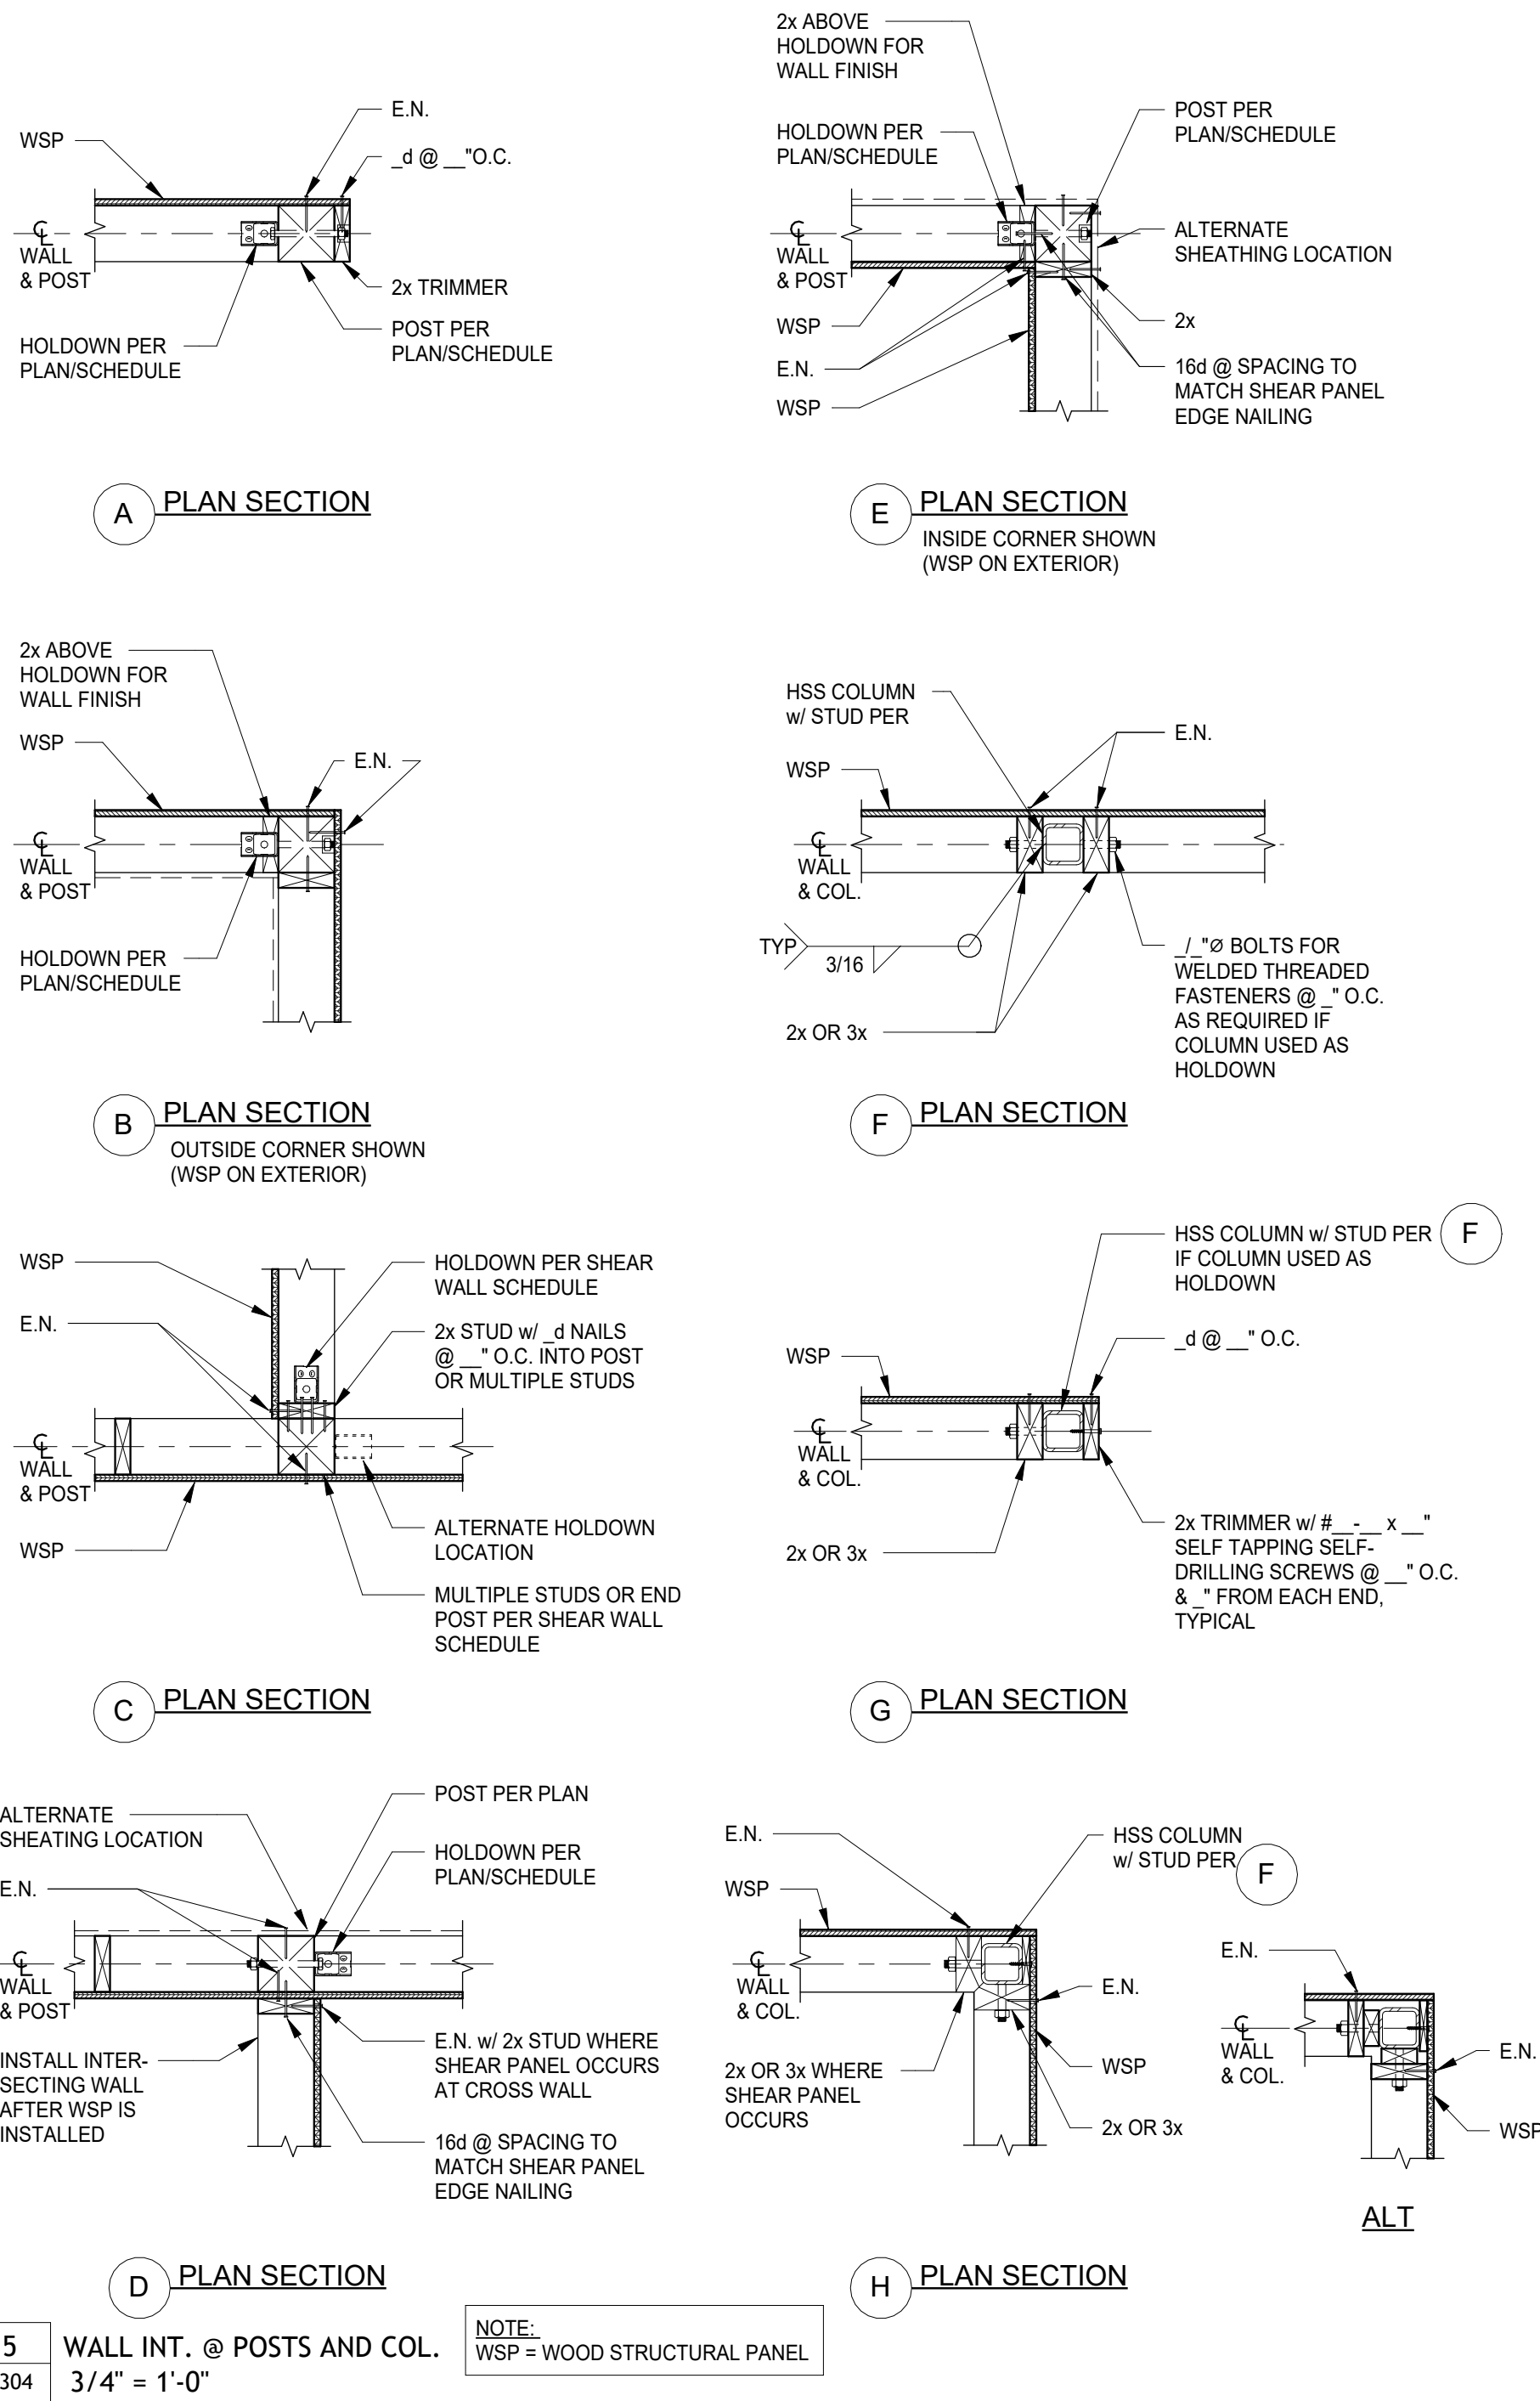 E.N.
WSP
_d @ __"O.C.
℄
WALL
& POST
2x TRIMMER
POST PER
PLAN/SCHEDULE
HOLDOWN PER
PLAN/SCHEDULE
A
PLAN SECTION
2x ABOVE
HOLDOWN FOR
WALL FINISH
POST PER
PLAN/SCHEDULE
HOLDOWN PER
PLAN/SCHEDULE
℄
WALL
& POST
ALTERNATE
SHEATHING LOCATION
WSP
2x
E.N.
16d @ SPACING TO
MATCH SHEAR PANEL
EDGE NAILING
WSP
E
PLAN SECTION
INSIDE CORNER SHOWN
(WSP ON EXTERIOR)
2x ABOVE
HOLDOWN FOR
WALL FINISH
WSP
E.N.
℄
WALL
& POST
HOLDOWN PER
PLAN/SCHEDULE
B
PLAN SECTION
OUTSIDE CORNER SHOWN
(WSP ON EXTERIOR)
HSS COLUMN
w/ STUD PER
E.N.
WSP
℄
WALL
& COL.
TYP
3/16
_/_"Ø BOLTS FOR
WELDED THREADED
FASTENERS @ _" O.C.
AS REQUIRED IF
COLUMN USED AS
HOLDOWN
2x OR 3x
F
PLAN SECTION
WSP
HOLDOWN PER SHEAR
WALL SCHEDULE
E.N.
2x STUD w/ _d NAILS
@ __" O.C. INTO POST
OR MULTIPLE STUDS
℄
WALL
& POST
WSP
ALTERNATE HOLDOWN
LOCATION
MULTIPLE STUDS OR END
POST PER SHEAR WALL
SCHEDULE
C
PLAN SECTION
HSS COLUMN w/ STUD PER
F
IF COLUMN USED AS
HOLDOWN
_d @ __" O.C.
WSP
℄
WALL
& COL.
2x OR 3x
2x TRIMMER w/ #__-__ x __"
SELF TAPPING SELF-
DRILLING SCREWS @ __" O.C.
& _" FROM EACH END,
TYPICAL
G
PLAN SECTION
POST PER PLAN
ALTERNATE
SHEATING LOCATION
HOLDOWN PER
PLAN/SCHEDULE
E.N.
℄
WALL
& POST
INSTALL INTER-
SECTING WALL
AFTER WSP IS
INSTALLED
E.N. w/ 2x STUD WHERE
SHEAR PANEL OCCURS
AT CROSS WALL
16d @ SPACING TO
MATCH SHEAR PANEL
EDGE NAILING
D
PLAN SECTION
E.N.
HSS COLUMN
w/ STUD PER
F
WSP
℄
WALL
& COL.
E.N.
WSP
2x OR 3x WHERE
SHEAR PANEL
OCCURS
2x OR 3x
E.N.
℄
WALL
& COL.
E.N.
WSP
ALT
H
PLAN SECTION
5
304
WALL INT. @ POSTS AND COL.
3/4" = 1'-0"
NOTE:
WSP = WOOD STRUCTURAL PANEL